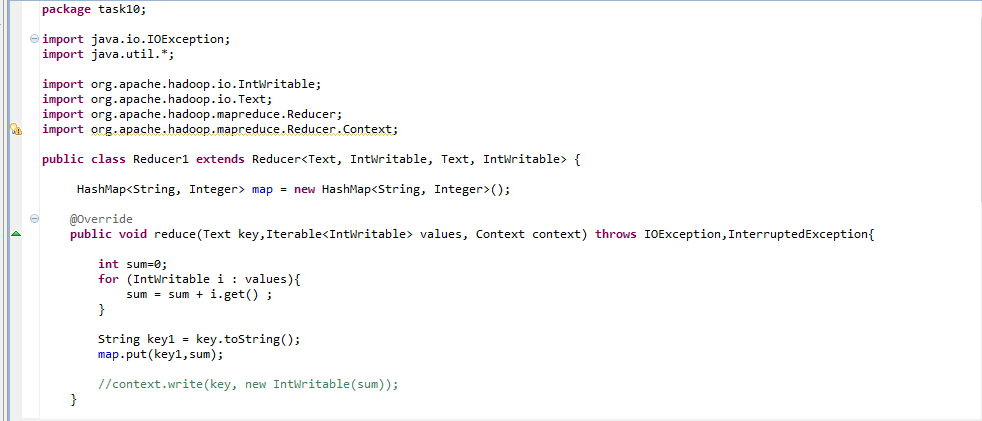 package task10;
import java.io.IOException;
import java.util.*;
import org.apache.hadoop.io.IntWritable;
import org.apache.hadoop.io.Text;
import org.apache.hadoop.mapreduce.Reducer;
import org.apache.hadoop.mapreduce.Reducer.Context;
public class Reducer1 extends Reducer<Text, IntWritable, Text, IntWritable> {
HashMap<String, Integer> map = new HashMap<String, Integer>();
@Override
public void reduce(Text key,Iterable<IntWritable> values, Context context) throws IOException,InterruptedException{
int sum=0;
for (IntWritable i : values){
sum = sum + i.get() ;
}
String key1 = key.toString();
map.put(key1,sum);
//context.write(key, new IntWritable(sum));
}